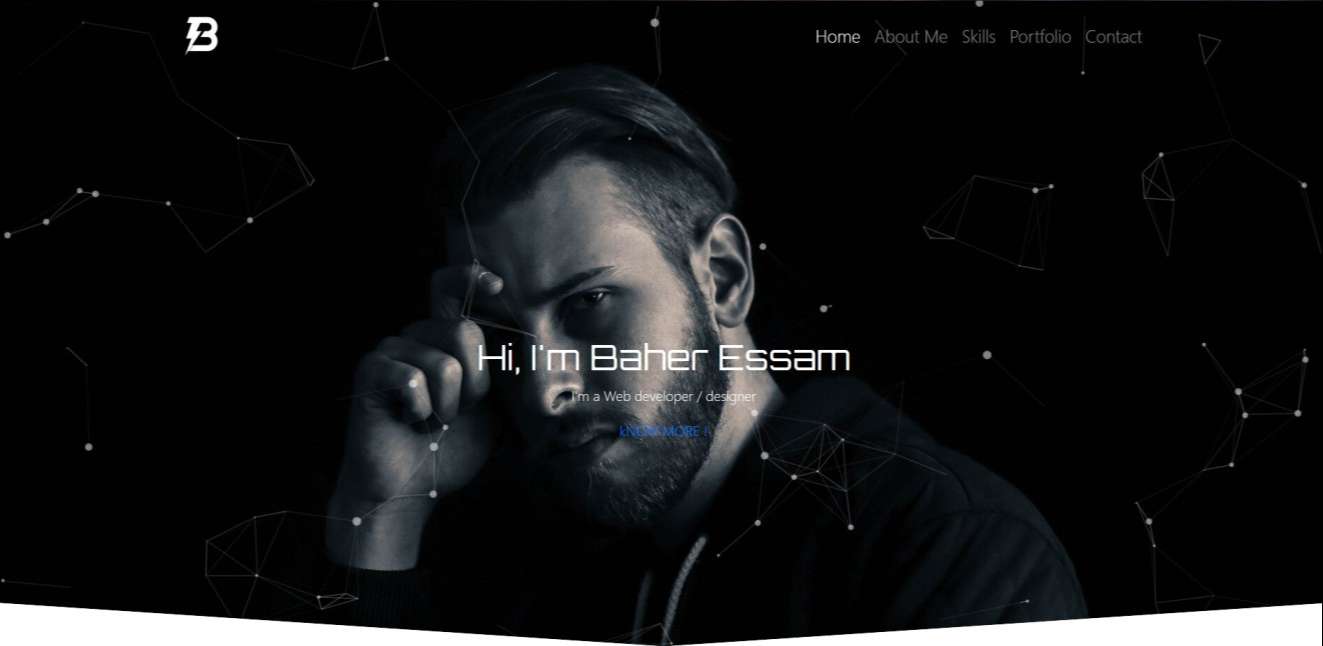 B
Home About Me Skills Portfolio Contact
Hi, I'm Baher Essam
I'm a Web developer / designer
kNOW MORE !